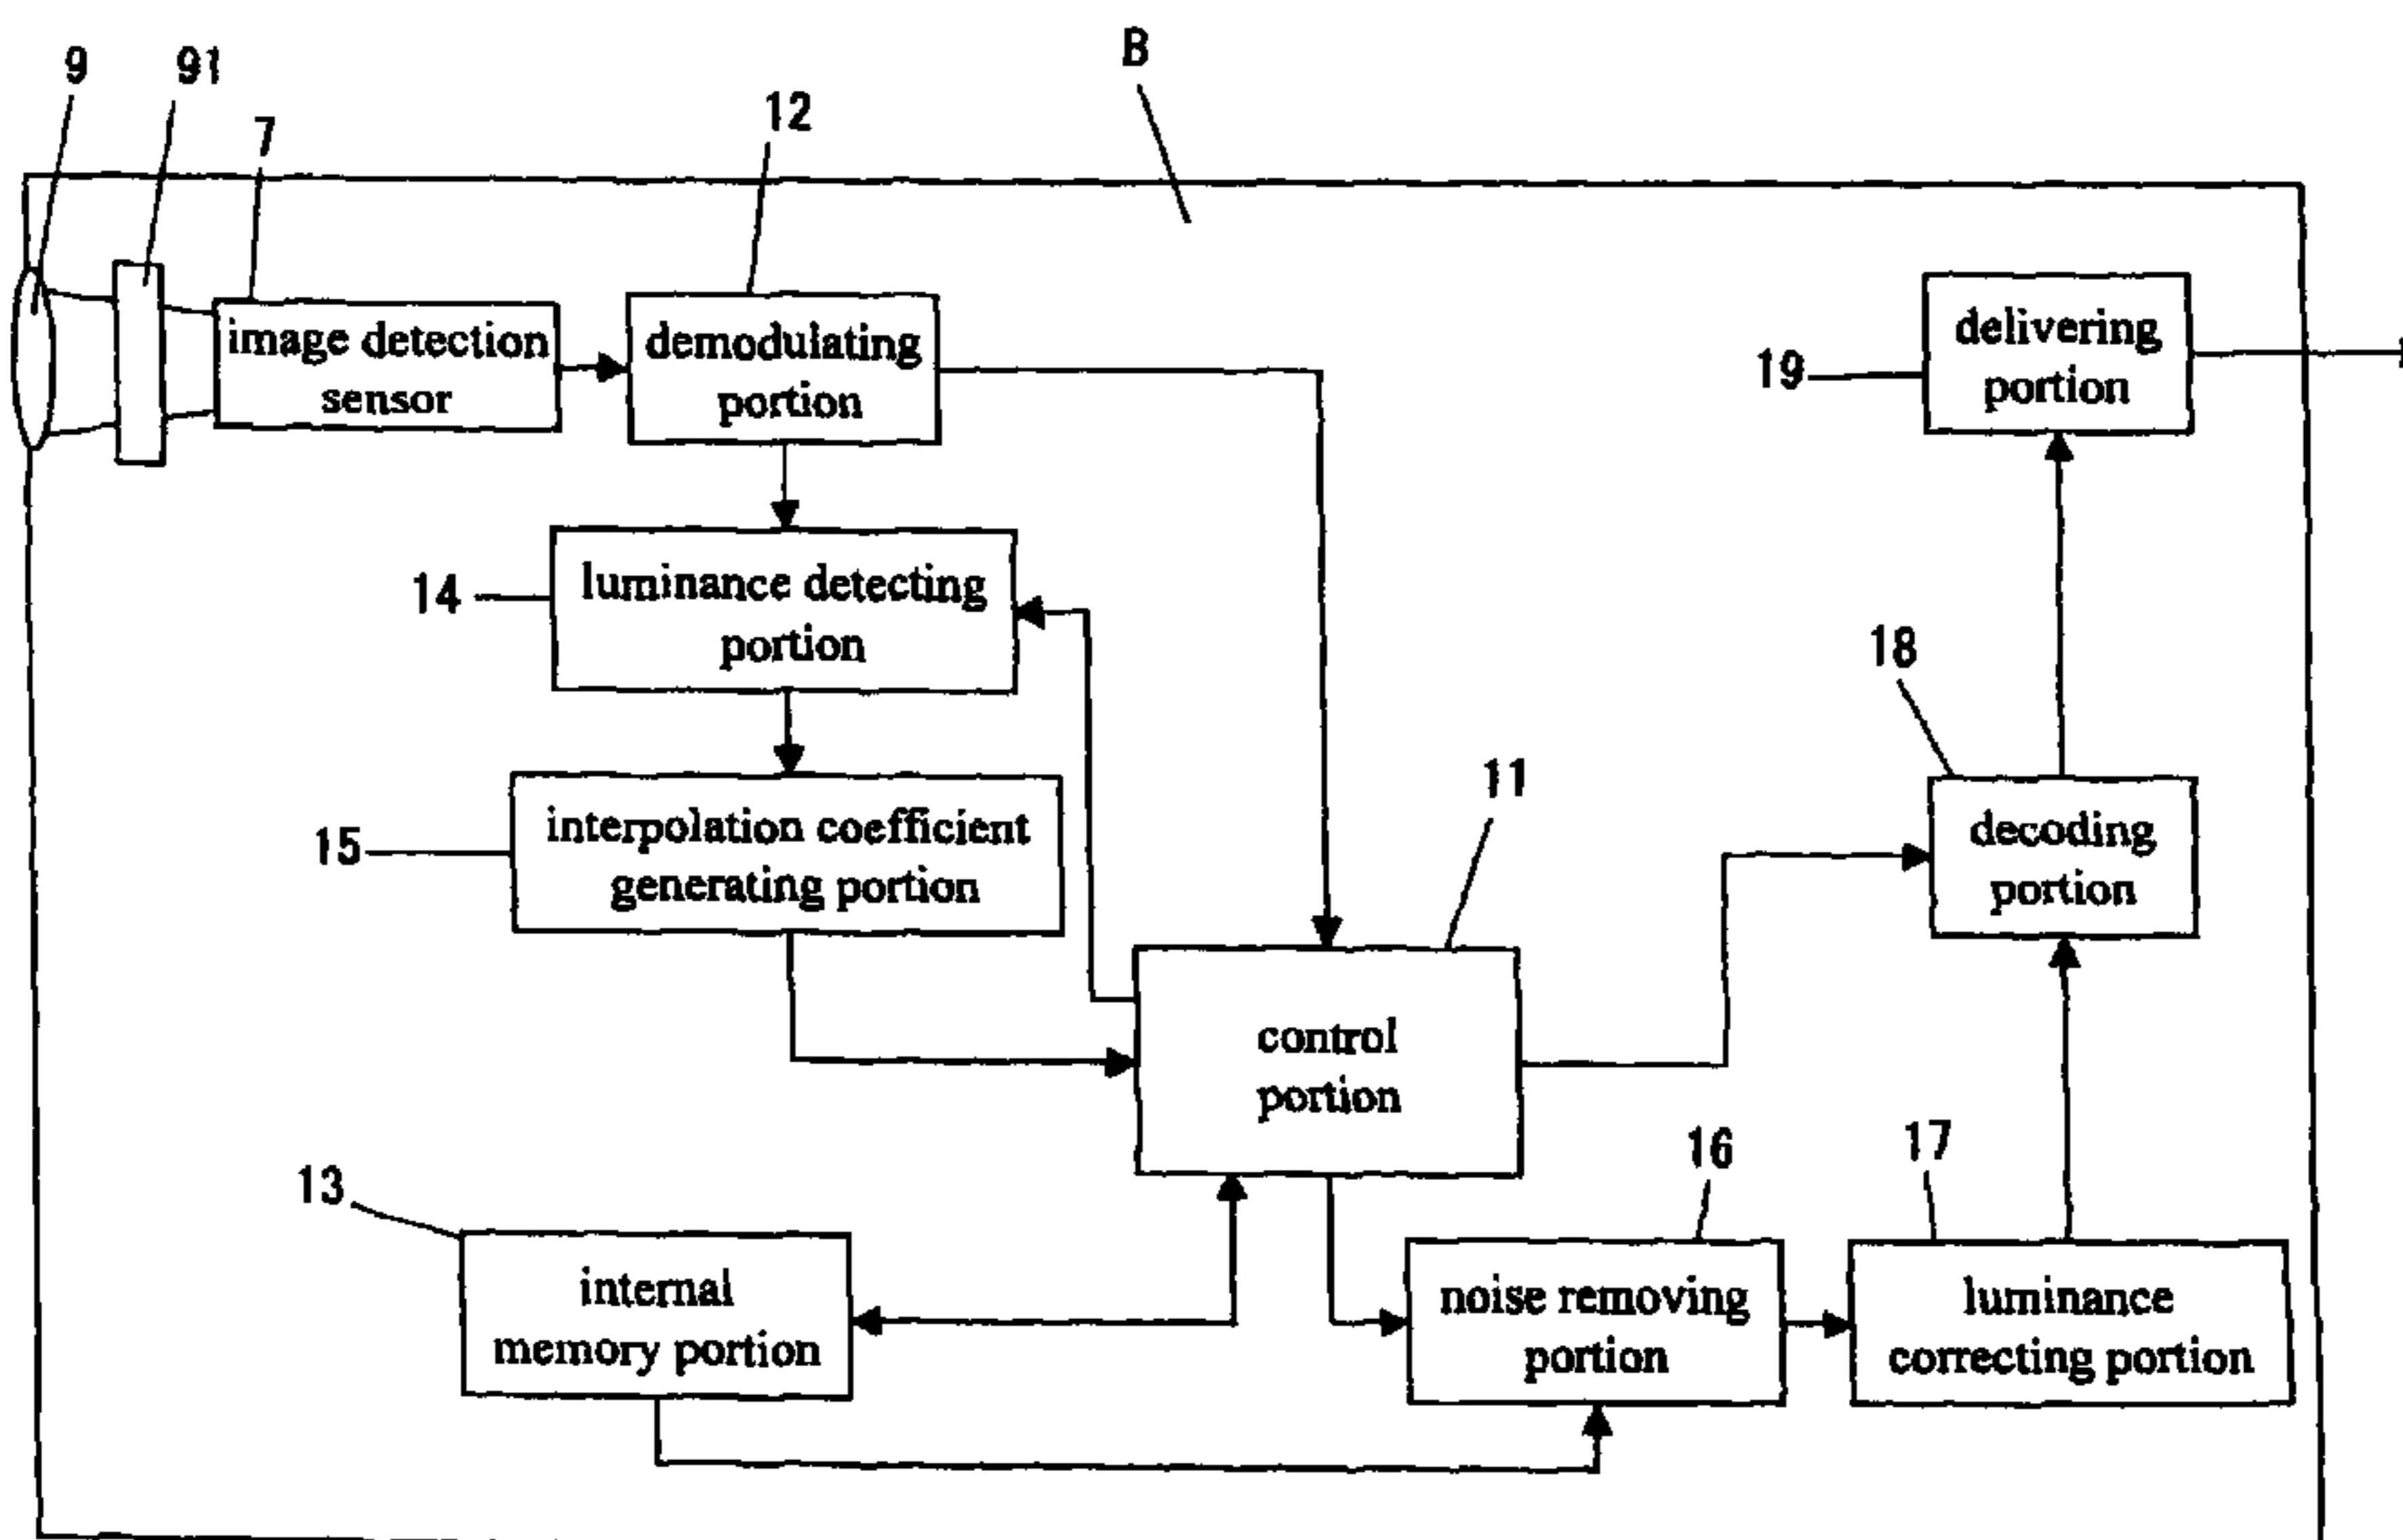 B
9
91
7
12
image detection
sensor
demodulating
portion
delivering
portion
19
14
luminance detecting
portion
18
15
interpolation coefficient
generating portion
11
decoding
portion
control
portion
13
16
17
internal
memory portion
noise removing
portion
luminance
correcting portion